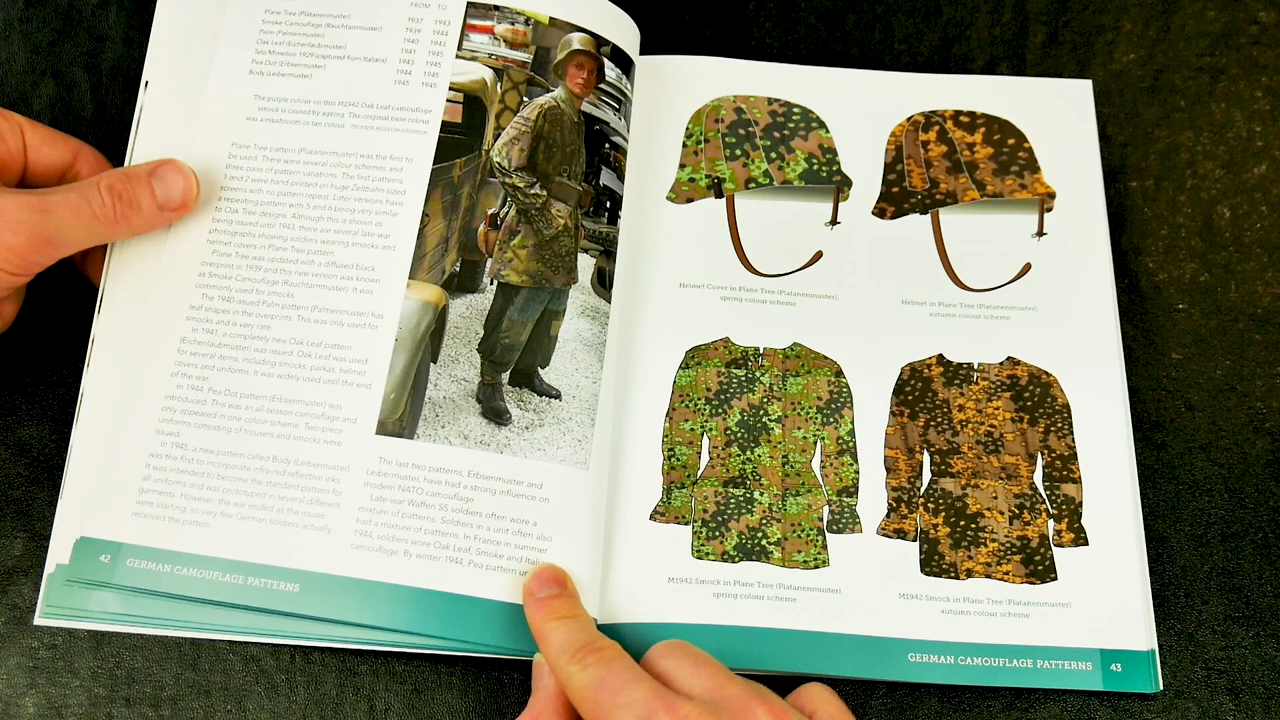 FROM TO
Plane Tree (Platanenmuster) 1937 1943
Smoke Camouflage (Rauchtarnmuster) 1939 1944
Palm (Palmenmuster) 1940 1943
Oak Leaf (Eichenlaubmuster) 1941 1945
Telo Mimetico 1929 (captured from Italians) 1943 1945
Pea Dot (Erbsenmuster) 1944 1945
Body (Leibermuster) 1945 1945
The purple colour on this M1942 Oak Leaf camouflage
smock is caused by ageing. The original base colour
was a mushroom or tan colour.
Plane Tree pattern (Platanenmuster) was the first to
be used. There were several colour schemes and
three pairs of pattern variations. The first patterns
1 and 2 were hand-printed on huge Zeltbahn-sized
screens with no pattern repeat. Later versions have
a repeating pattern with 5 and 6 being very similar
to Oak Tree designs. Although this is shown as
being issued until 1943, there are several late-war
photographs showing soldiers wearing smocks and
helmet covers in Plane Tree pattern.
Plane Tree was updated with a diffused black
overprint in 1939 and this new version was known
as Smoke Camouflage (Rauchtarnmuster). It was
commonly used for smocks.
The 1940 issued Palm pattern (Palmenmuster) has
leaf shapes in the overprints. This was only used for
smocks and is very rare.
In 1941, a completely new Oak Leaf pattern
(Eichenlaubmuster) was issued. Oak Leaf was used
for several items, including smocks, parkas, helmet
covers and uniforms. It was widely used until the end
of the war.
In 1944, Pea Dot pattern (Erbsenmuster) was
introduced. This was an all-season camouflage and
only appeared in one colour scheme. Two-piece
uniforms consisting of trousers and smocks were
issued.
In 1945, a new pattern called Body (Leibermuster)
was the first to incorporate infra-red reflective inks.
It was intended to become the standard pattern for
all uniforms and was prototyped in several different
garments. However, the war ended as the issues
were starting, so very few German soldiers actually
received the pattern.
The last two patterns, Erbsenmuster and
Leibermuster, have had a strong influence on
modern NATO camouflage.
Late-war Waffen SS soldiers often wore a
mixture of patterns. Soldiers in a unit often also
had a mixture of patterns. In France in summer
1944, soldiers wore Oak Leaf, Smoke and
camouflage. By winter 1944, Pea pattern
42 GERMAN CAMOUFLAGE PATTERNS
Helmet Cover in Plane Tree (Platanenmuster),
spring colour scheme.
Helmet in Plane Tree (Platanenmuster),
autumn colour scheme.
M1942 Smock in Plane Tree (Platanenmuster),
spring colour scheme.
M1942 Smock in Plane Tree (Platanenmuster),
autumn colour scheme.
GERMAN CAMOUFLAGE PATTERNS 43